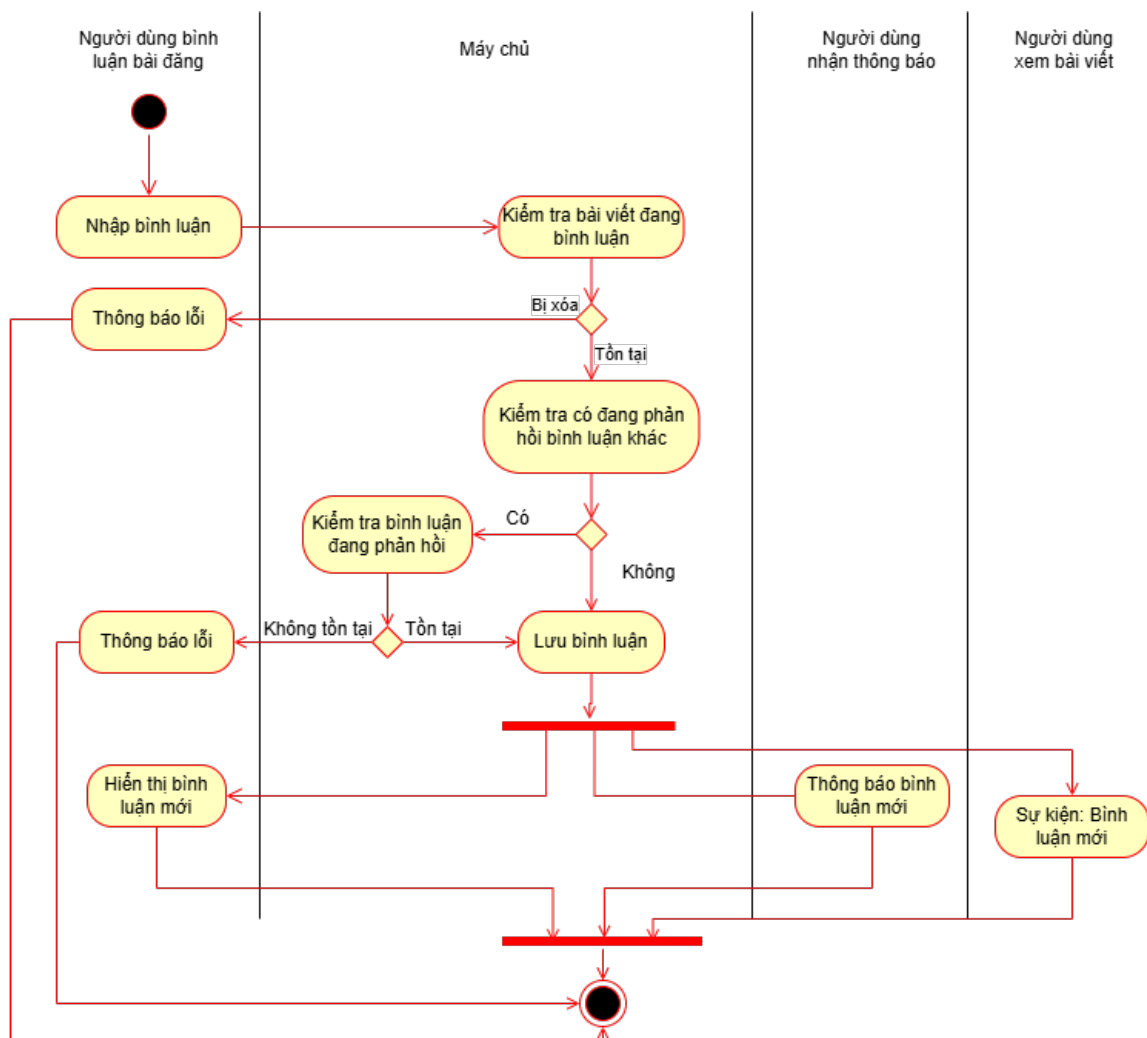 Người dùng bình
luận bài đăng
Máy chủ
Người dùng
nhận thông báo
Người dùng
xem bài viết
Nhập bình luận
Kiểm tra bài viết đang
bình luận
Bị xóa
Thông báo lỗi
Tồn tại
Kiểm tra có đang phản
hồi bình luận khác
Kiểm tra bình luận
đang phản hồi
Có
Không
Thông báo lỗi
Không tồn tại
Tồn tại
Lưu bình luận
Hiển thị bình
luận mới
Thông báo bình
luận mới
Sự kiện: Bình
luận mới